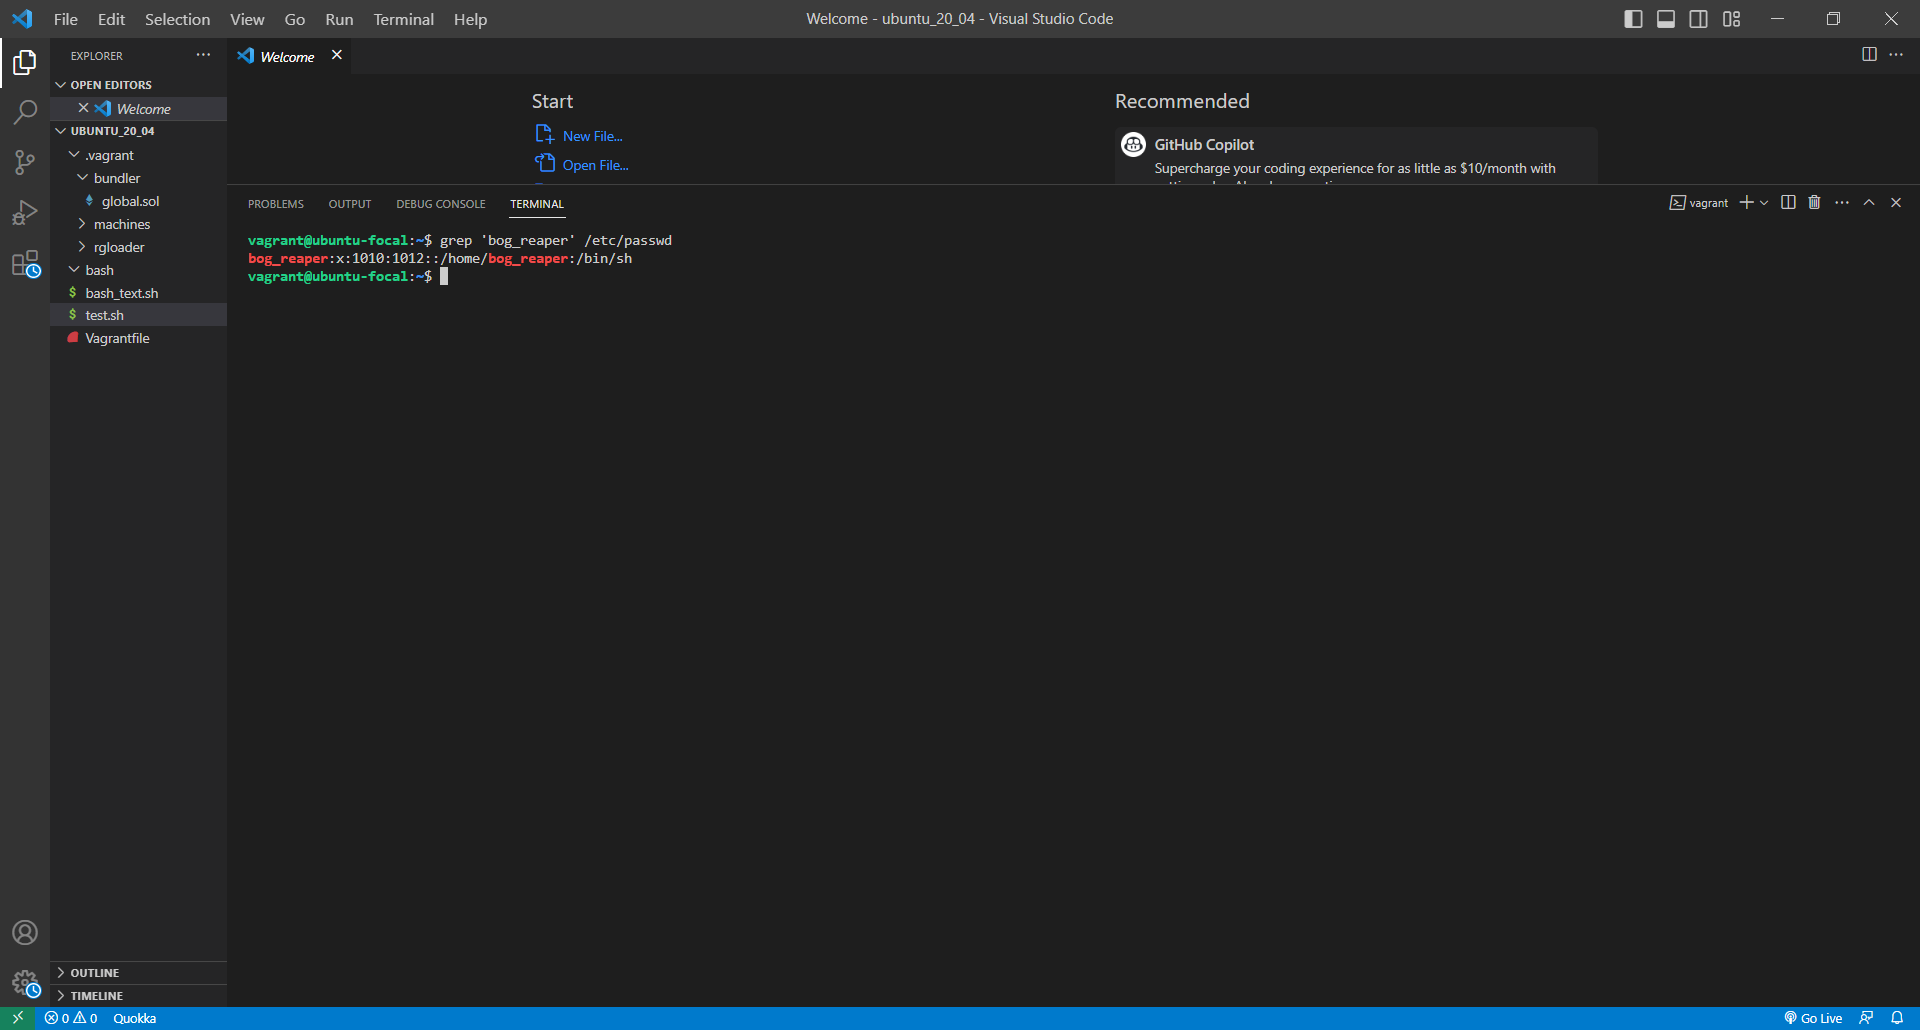 File Edit Selection View Go Run Terminal Help
Welcome - ubuntu_20_04 - Visual Studio Code
EXPLORER
OPEN EDITORS
Welcome
UBUNTU_20_04
.vagrant
bundler
global.sol
machines
rgloader
bash
bash_text.sh
test.sh
Vagrantfile
OUTLINE
TIMELINE
Welcome
Start
New File...
Open File...
Recommended
GitHub Copilot
Supercharge your coding experience for as little as $10/month with
PROBLEMS OUTPUT DEBUG CONSOLE TERMINAL
vagrant
vagrant@ubuntu-focal:~$ grep 'bog_reaper' /etc/passwd
bog_reaper:x:1010:1012::/home/bog_reaper:/bin/sh
vagrant@ubuntu-focal:~$
0 0 Quokka
Go Live